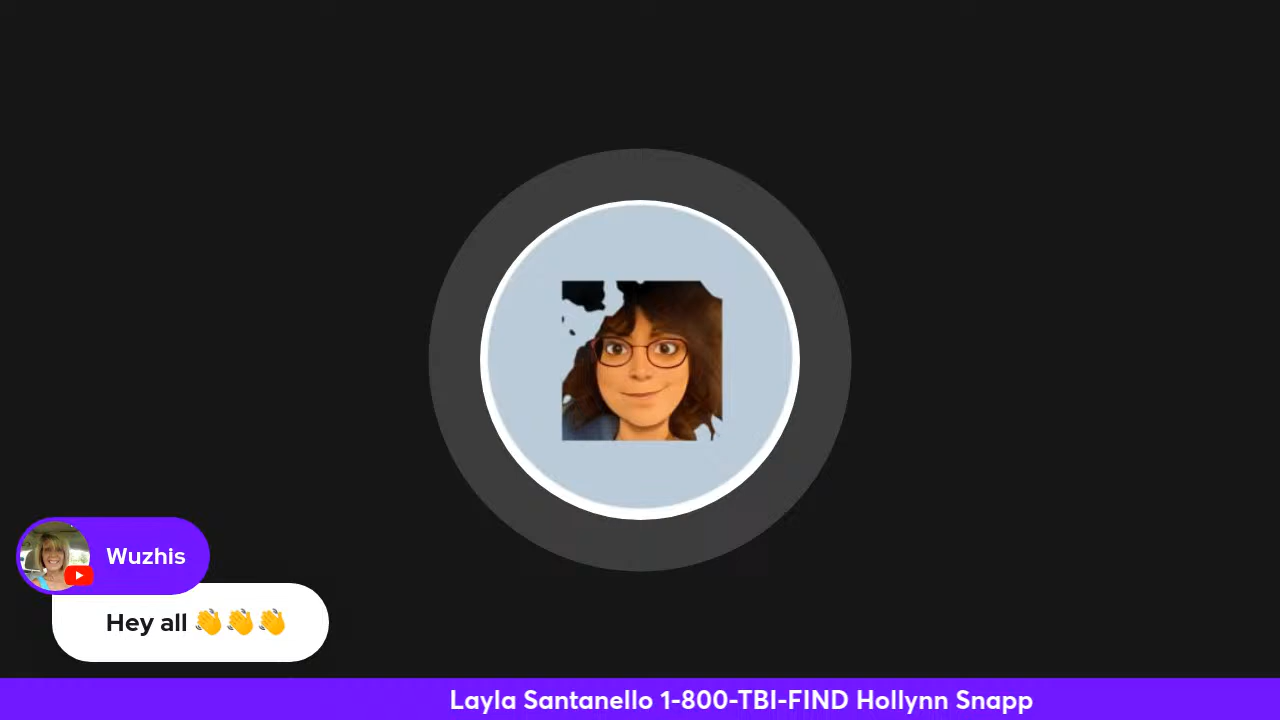 Wuzhis
Hey all 👋👋👋
Layla Santanello 1-800-TBI-FIND Hollynn Snapp